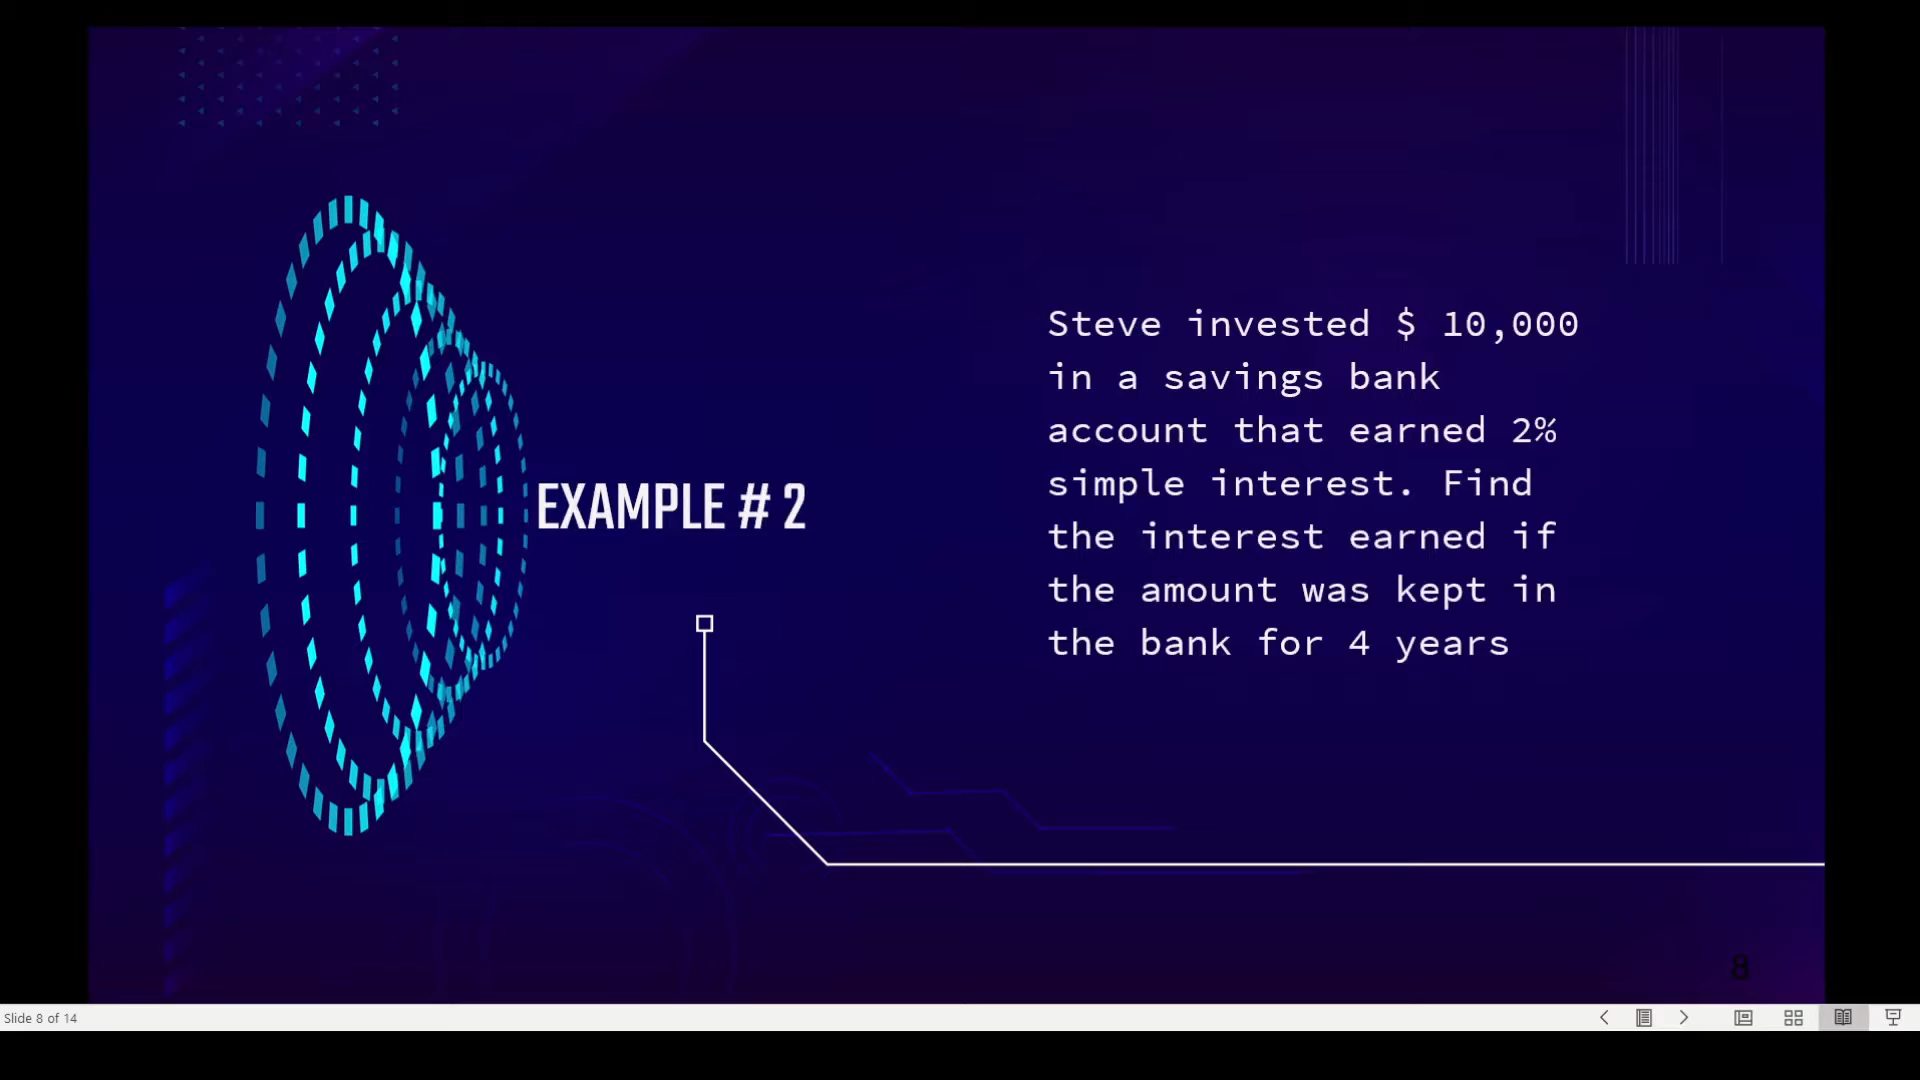 EXAMPLE # 2
Steve invested $ 10,000
in a savings bank
account that earned 2%
simple interest. Find
the interest earned if
the amount was kept in
the bank for 4 years
8
Slide 8 of 14